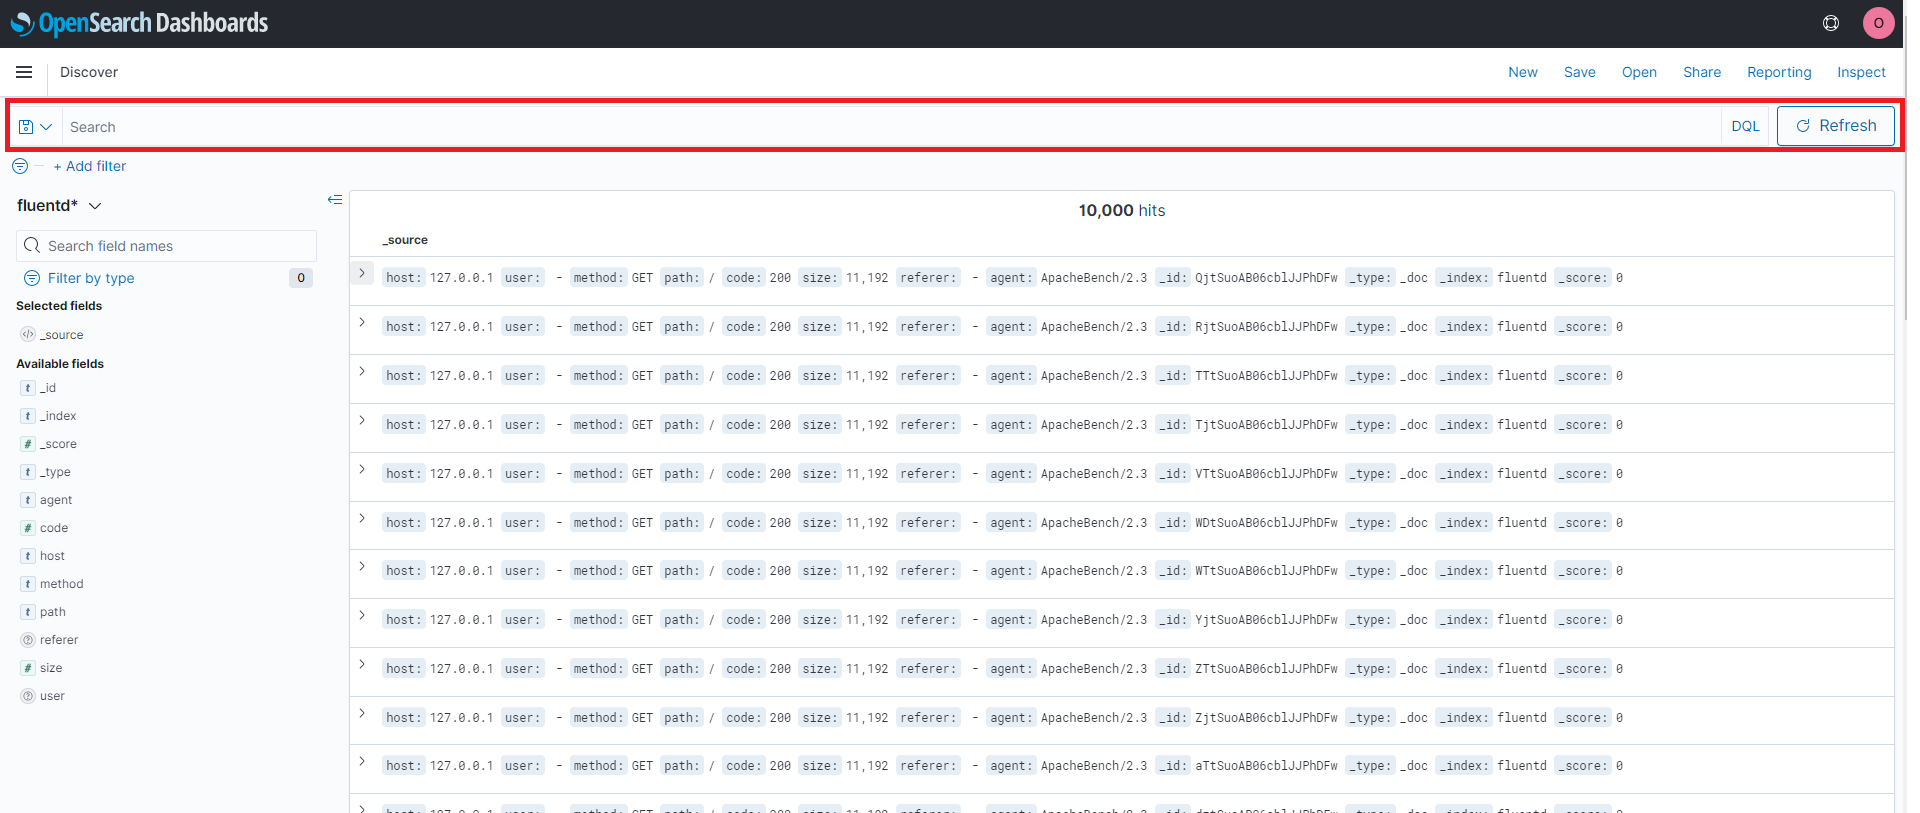 OpenSearch Dashboards
O
Discover
New Save Open Share Reporting Inspect
Search
DQL
Refresh
+ Add filter
fluentd*
Search field names
Filter by type 0
Selected fields
_source
Available fields
t _id
t _index
# _score
t _type
t agent
# code
t host
t method
t path
referer
# size
user
10,000 hits
_source
host: 127.0.0.1 user: - method: GET path: / code: 200 size: 11,192 referer: - agent: ApacheBench/2.3 _id: QjtSuoAB06cblJJPhDFw _type: _doc _index: fluentd _score: 0
host: 127.0.0.1 user: - method: GET path: / code: 200 size: 11,192 referer: - agent: ApacheBench/2.3 _id: RjtSuoAB06cblJJPhDFw _type: _doc _index: fluentd _score: 0
host: 127.0.0.1 user: - method: GET path: / code: 200 size: 11,192 referer: - agent: ApacheBench/2.3 _id: TTtSuoAB06cblJJPhDFw _type: _doc _index: fluentd _score: 0
host: 127.0.0.1 user: - method: GET path: / code: 200 size: 11,192 referer: - agent: ApacheBench/2.3 _id: TjtSuoAB06cblJJPhDFw _type: _doc _index: fluentd _score: 0
host: 127.0.0.1 user: - method: GET path: / code: 200 size: 11,192 referer: - agent: ApacheBench/2.3 _id: VTtSuoAB06cblJJPhDFw _type: _doc _index: fluentd _score: 0
host: 127.0.0.1 user: - method: GET path: / code: 200 size: 11,192 referer: - agent: ApacheBench/2.3 _id: WDtSuoAB06cblJJPhDFw _type: _doc _index: fluentd _score: 0
host: 127.0.0.1 user: - method: GET path: / code: 200 size: 11,192 referer: - agent: ApacheBench/2.3 _id: WTtSuoAB06cblJJPhDFw _type: _doc _index: fluentd _score: 0
host: 127.0.0.1 user: - method: GET path: / code: 200 size: 11,192 referer: - agent: ApacheBench/2.3 _id: YjtSuoAB06cblJJPhDFw _type: _doc _index: fluentd _score: 0
host: 127.0.0.1 user: - method: GET path: / code: 200 size: 11,192 referer: - agent: ApacheBench/2.3 _id: ZTtSuoAB06cblJJPhDFw _type: _doc _index: fluentd _score: 0
host: 127.0.0.1 user: - method: GET path: / code: 200 size: 11,192 referer: - agent: ApacheBench/2.3 _id: ZjtSuoAB06cblJJPhDFw _type: _doc _index: fluentd _score: 0
host: 127.0.0.1 user: - method: GET path: / code: 200 size: 11,192 referer: - agent: ApacheBench/2.3 _id: aTtSuoAB06cblJJPhDFw _type: _doc _index: fluentd _score: 0